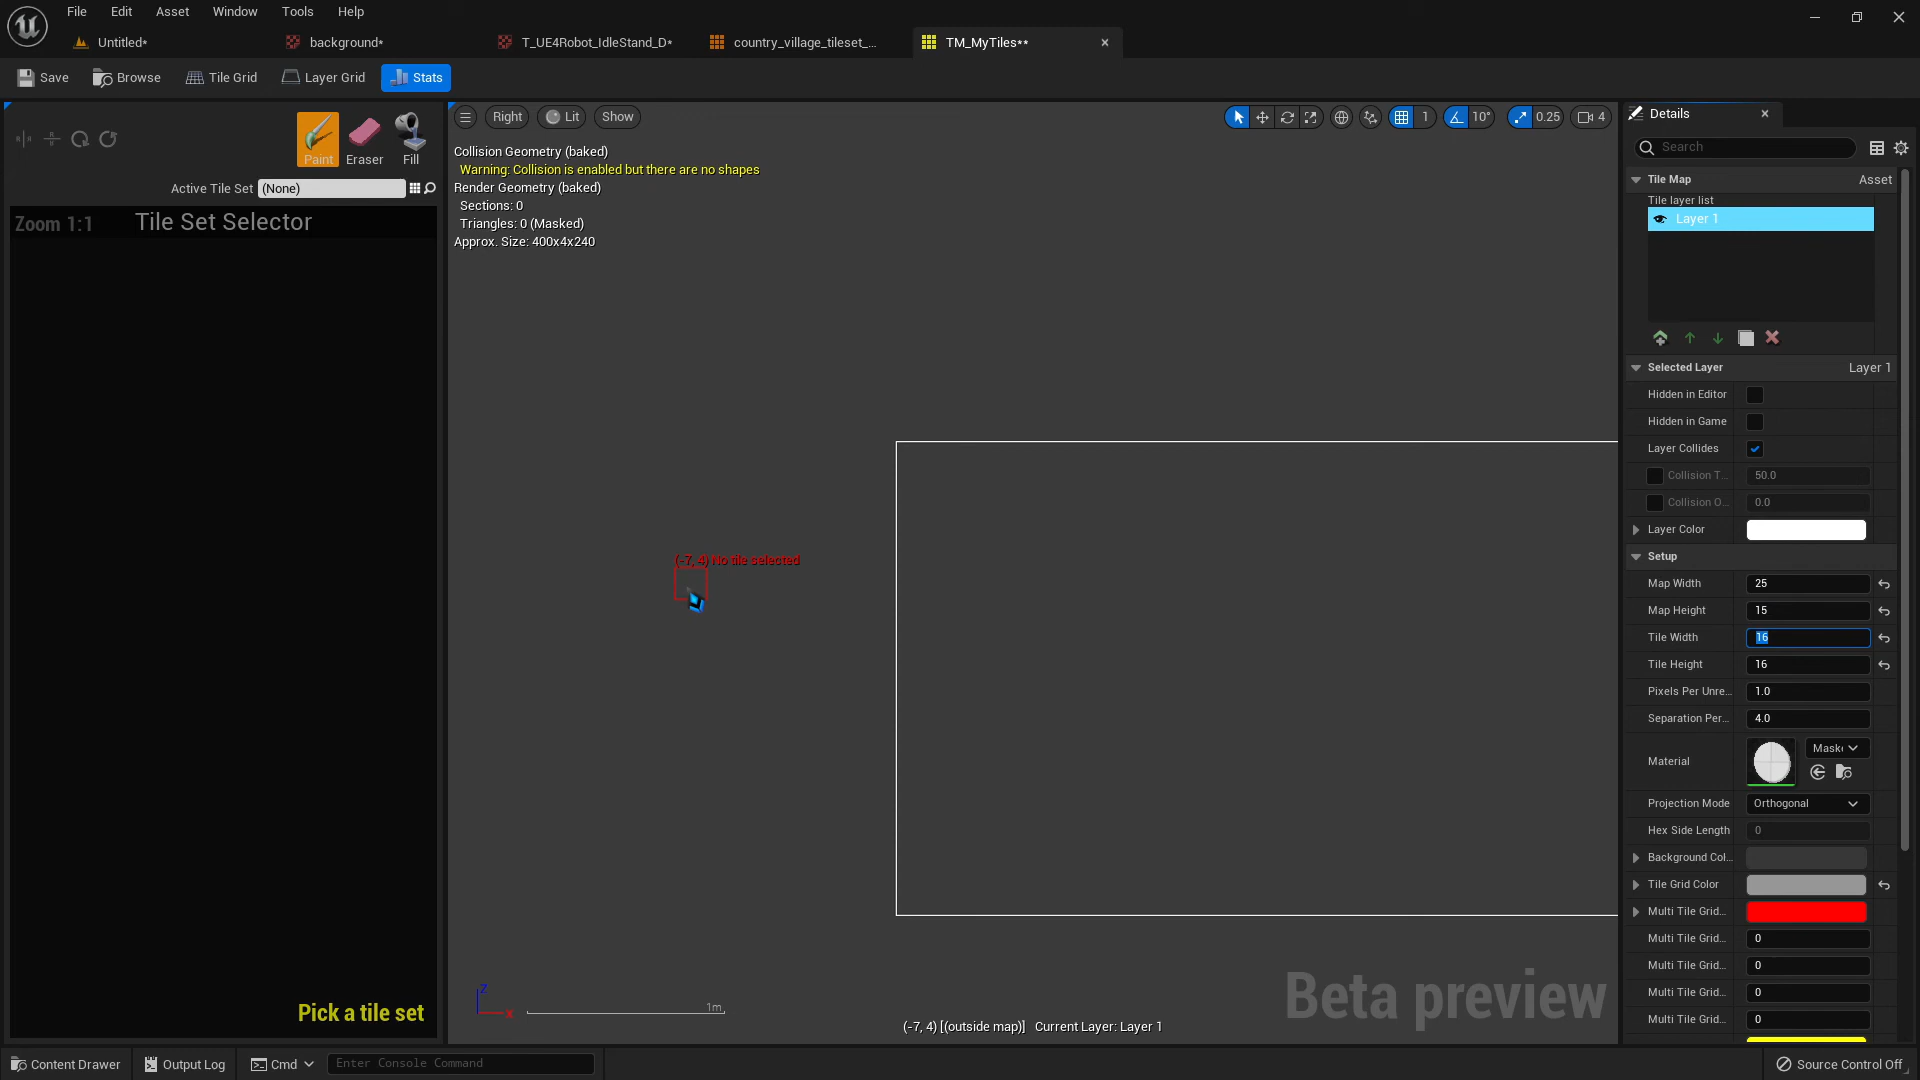 File Edit Asset Window Tools Help
Untitled* background* T_UE4Robot_IdleStand_D* country_village_tileset_... TM_MyTiles**
Save Browse Tile Grid Layer Grid Stats
Paint Eraser Fill
Active Tile Set (None)
Zoom 1:1 Tile Set Selector
Pick a tile set
Right Lit Show 1 10° 0.25 4
Collision Geometry (baked)
Warning: Collision is enabled but there are no shapes
Render Geometry (baked)
Sections: 0
Triangles: 0 (Masked)
Approx. Size: 400x4x240
(-7, 4) No tile selected
Z
X
1m
Beta preview
(-7, 4) [(outside map)] Current Layer: Layer 1
Details
Search
Tile Map Asset
Tile layer list
Layer 1
Selected Layer Layer 1
Hidden in Editor
Hidden in Game
Layer Collides
Collision T... 50.0
Collision O... 0.0
Layer Color
Setup
Map Width 25
Map Height 15
Tile Width 16
Tile Height 16
Pixels Per Unre... 1.0
Separation Per... 4.0
Material Mask
Projection Mode Orthogonal
Hex Side Length 0
Background Col...
Tile Grid Color
Multi Tile Grid...
Multi Tile Grid... 0
Multi Tile Grid... 0
Multi Tile Grid... 0
Multi Tile Grid... 0
Content Drawer Output Log Cmd Enter Console Command Source Control Off